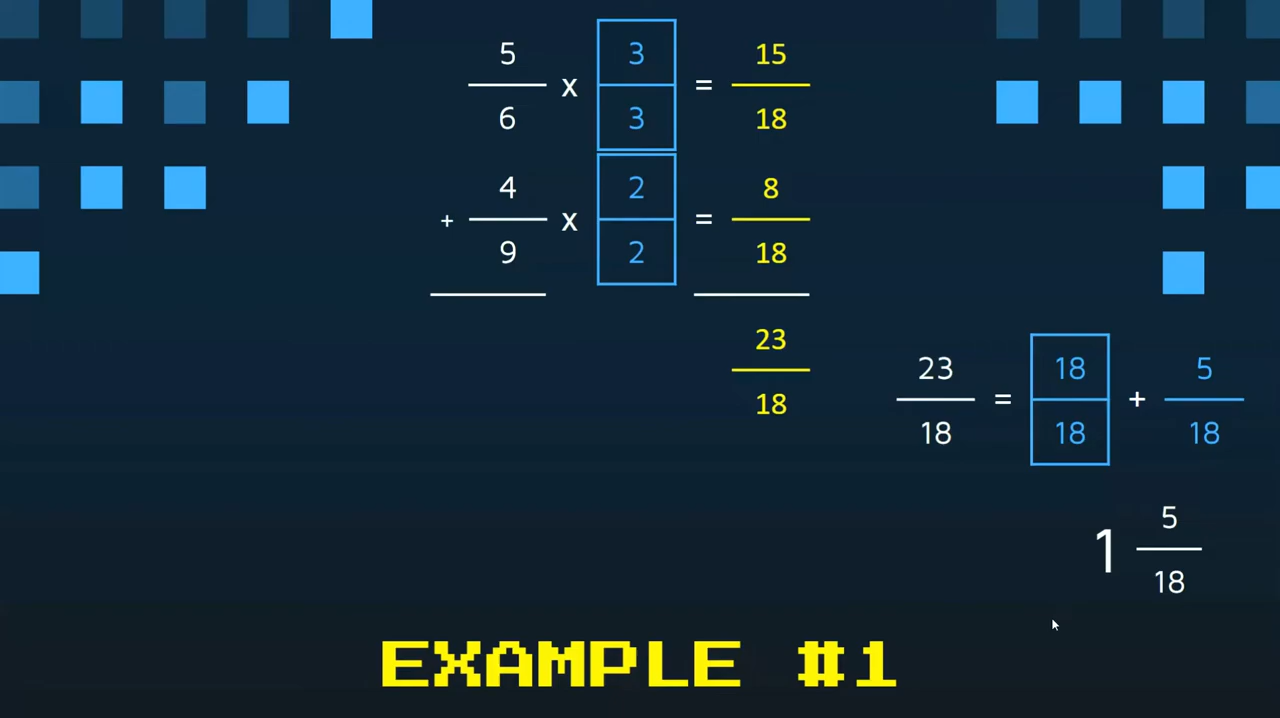 5/6 x 3/3 = 15/18
+ 4/9 x 2/2 = 8/18
23/18
23/18 = 18/18 + 5/18
1 5/18
EXAMPLE #1